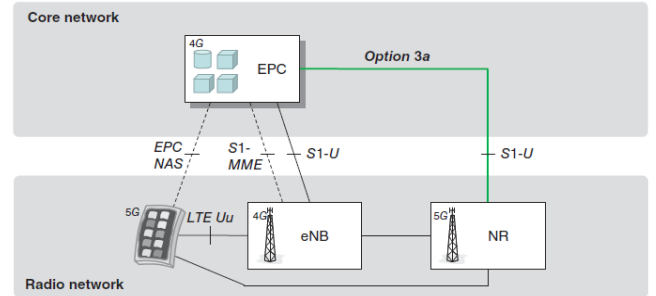 Core network
4G
EPC
Option 3a
EPC
NAS
S1-
MME
S1-U
S1-U
5G
LTE Uu
4G
eNB
5G
NR
Radio network